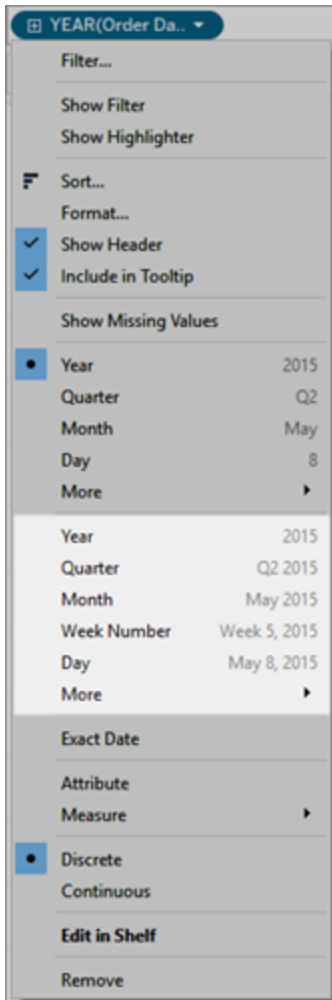 YEAR(Order Da..
Filter...
Show Filter
Show Highlighter
Sort...
Format...
Show Header
Include in Tooltip
Show Missing Values
Year 2015
Quarter Q2
Month May
Day 8
More
Year 2015
Quarter Q2 2015
Month May 2015
Week Number Week 5, 2015
Day May 8, 2015
More
Exact Date
Attribute
Measure
Discrete
Continuous
Edit in Shelf
Remove